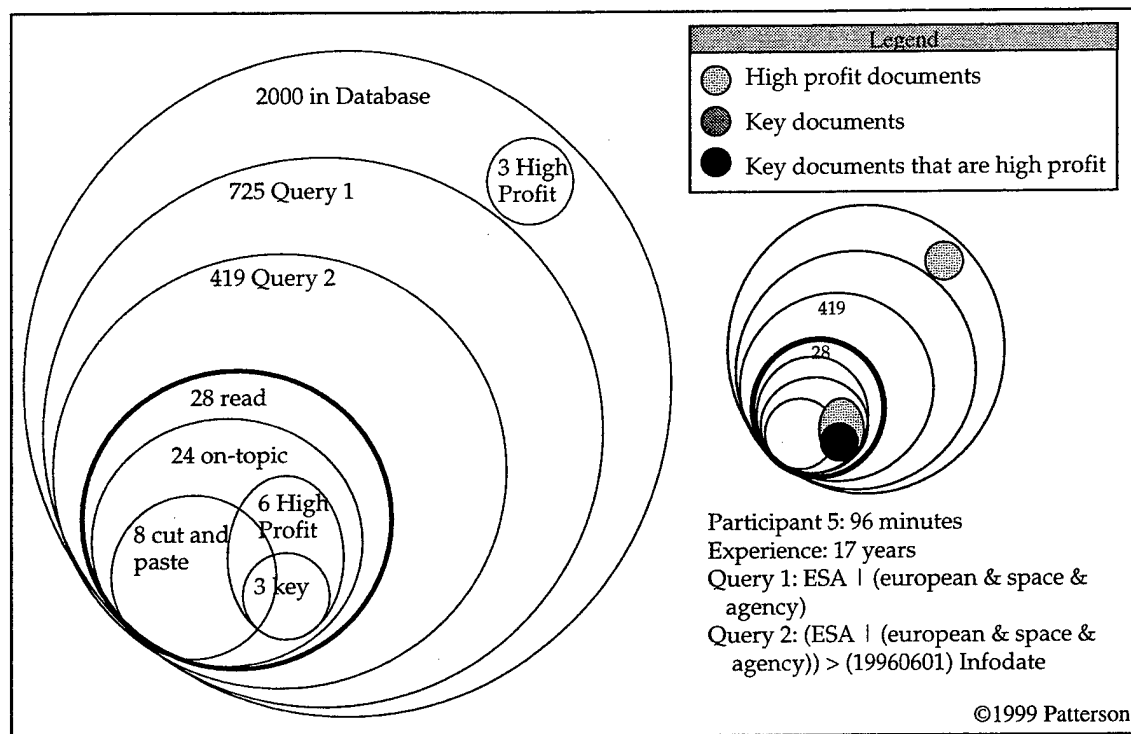 2000 in Database
3 High
Profit
725 Query 1
419 Query 2
28 read
24 on-topic
6 High
Profit
8 cut and
paste
3 key
Legend
High profit documents
Key documents
Key documents that are high profit
419
28
Participant 5: 96 minutes
Experience: 17 years
Query 1: ESA | (european & space &
agency)
Query 2: (ESA | (european & space &
agency)) > (19960601) Infodate
©1999 Patterson